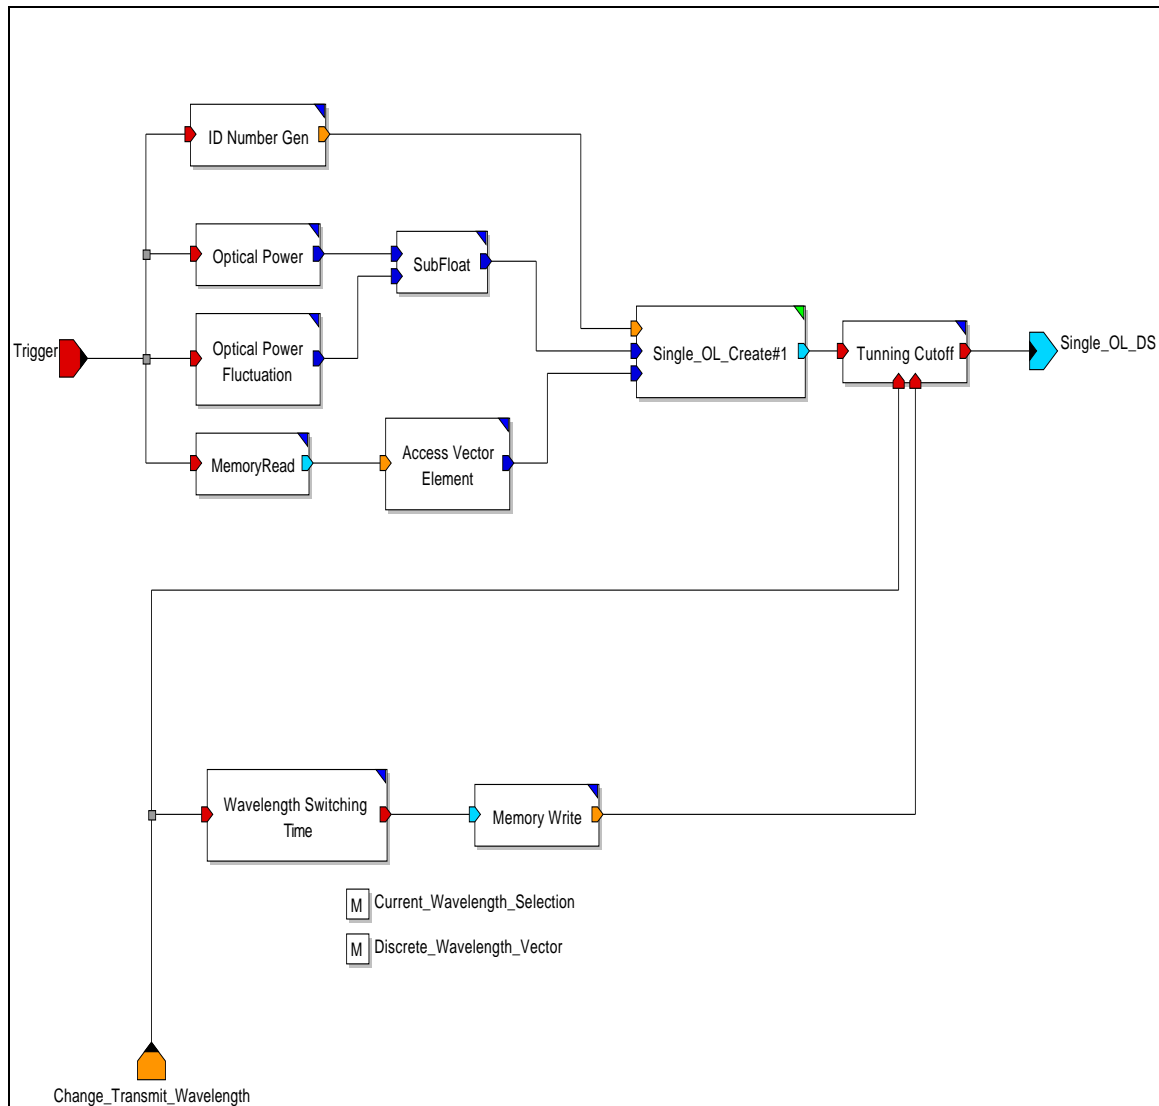 ID Number Gen
Optical Power
SubFloat
Trigger
Optical Power
Fluctuation
Single_OL_Create#1
Tunning Cutoff
Single_OL_DS
MemoryRead
Access Vector
Element
Wavelength Switching
Time
Memory Write
M Current_Wavelength_Selection
M Discrete_Wavelength_Vector
Change_Transmit_Wavelength